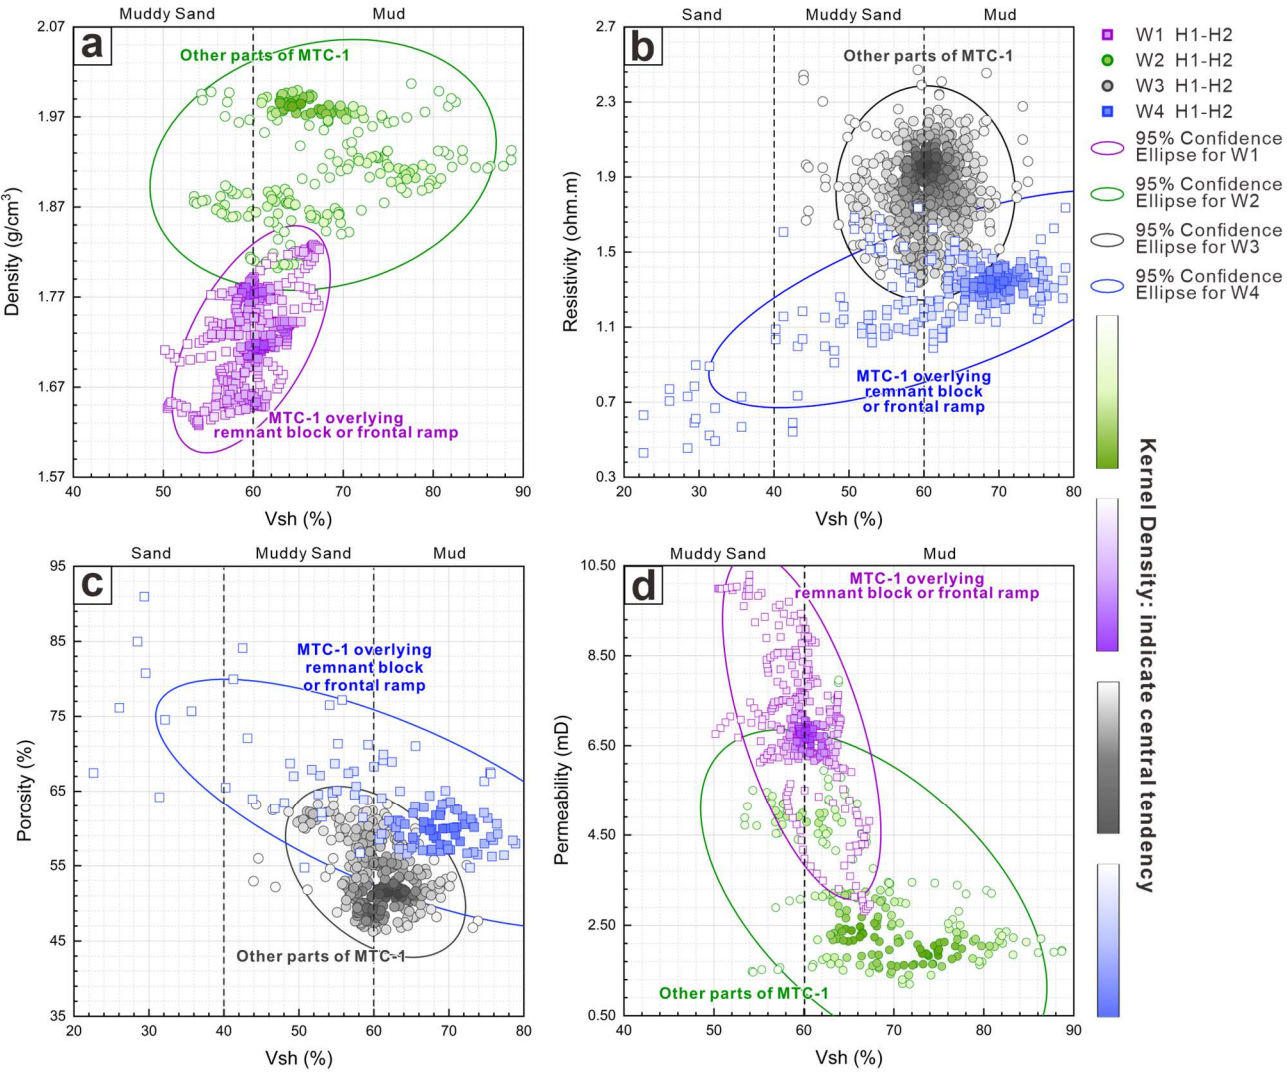 Muddy Sand Mud
a
Other parts of MTC-1
MTC-1 overlying
remnant block or frontal ramp
2.07
1.97
1.87
1.77
1.67
1.57
Density (g/cm³)
40 50 60 70 80 90
Vsh (%)
Sand Muddy Sand Mud
b
Other parts of MTC-1
MTC-1 overlying
remnant block
or frontal ramp
2.7
2.3
1.9
1.5
1.1
0.7
0.3
Resistivity (ohm.m)
20 30 40 50 60 70 80
Vsh (%)
W1 H1-H2
W2 H1-H2
W3 H1-H2
W4 H1-H2
95% Confidence
Ellipse for W1
95% Confidence
Ellipse for W2
95% Confidence
Ellipse for W3
95% Confidence
Ellipse for W4
Kernel Density: indicate central tendency
Sand Muddy Sand Mud
c
MTC-1 overlying
remnant block
or frontal ramp
Other parts of MTC-1
95
85
75
65
55
45
35
Porosity (%)
20 30 40 50 60 70 80
Vsh (%)
Muddy Sand Mud
d
MTC-1 overlying
remnant block or frontal ramp
Other parts of MTC-1
10.50
8.50
6.50
4.50
2.50
0.50
Permeability (mD)
40 50 60 70 80 90
Vsh (%)